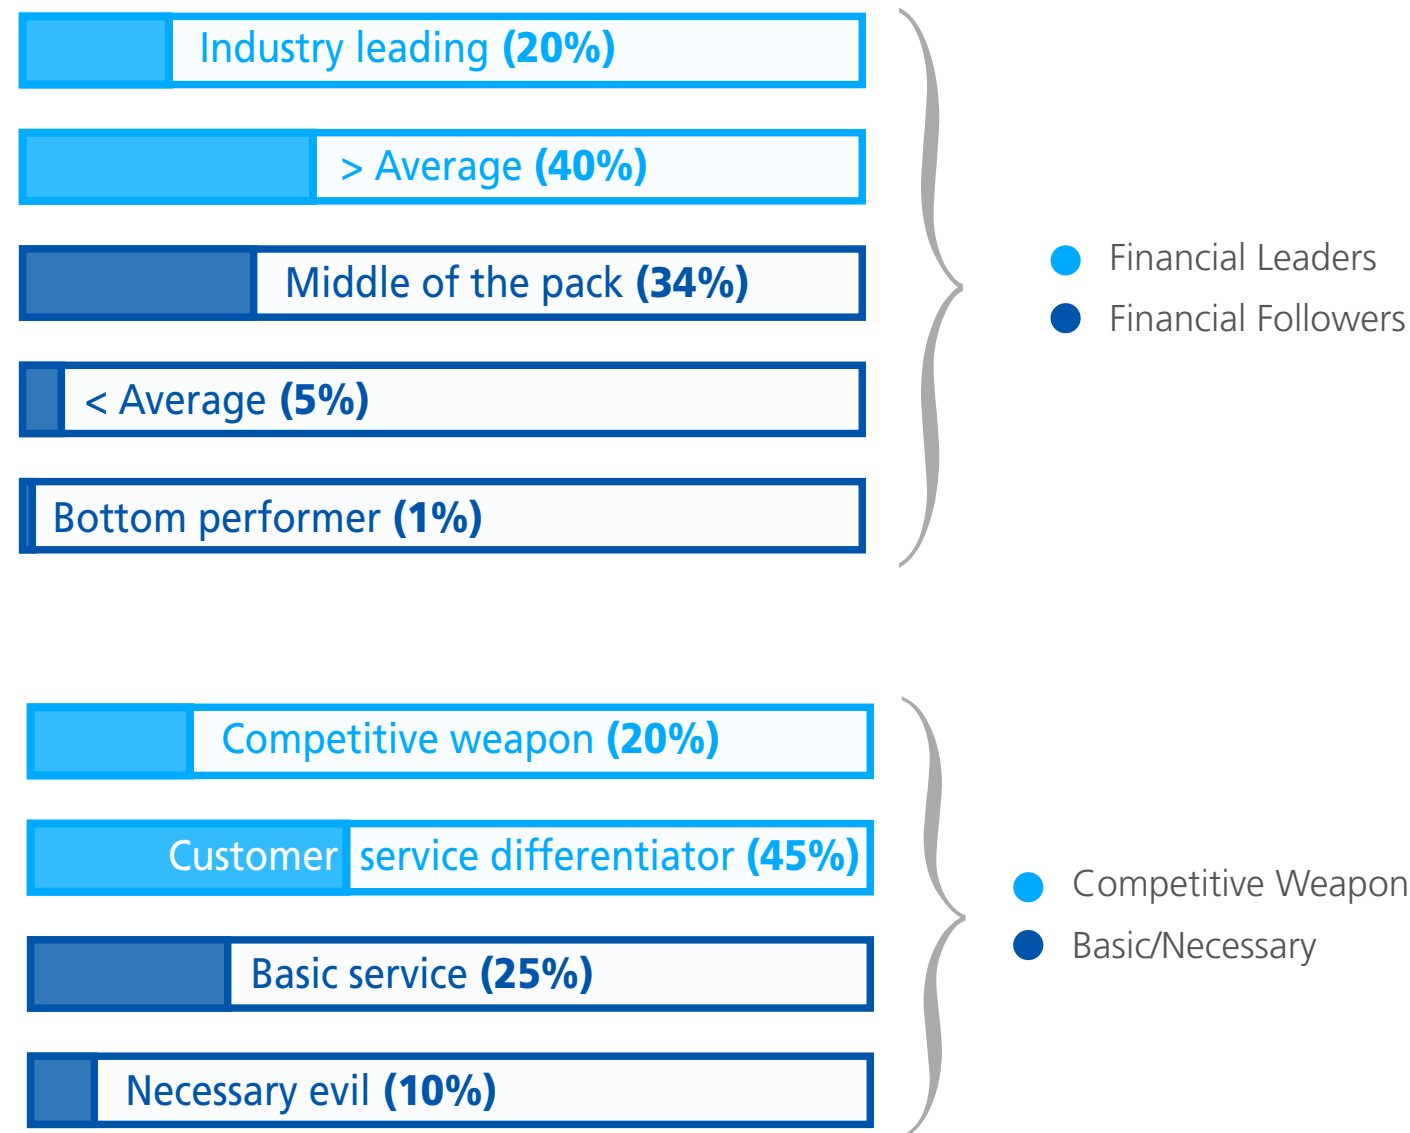 Industry leading (20%)
> Average (40%)
Middle of the pack (34%)
< Average (5%)
Bottom performer (1%)
Financial Leaders
Financial Followers
Competitive weapon (20%)
Customer service differentiator (45%)
Basic service (25%)
Necessary evil (10%)
Competitive Weapon
Basic/Necessary